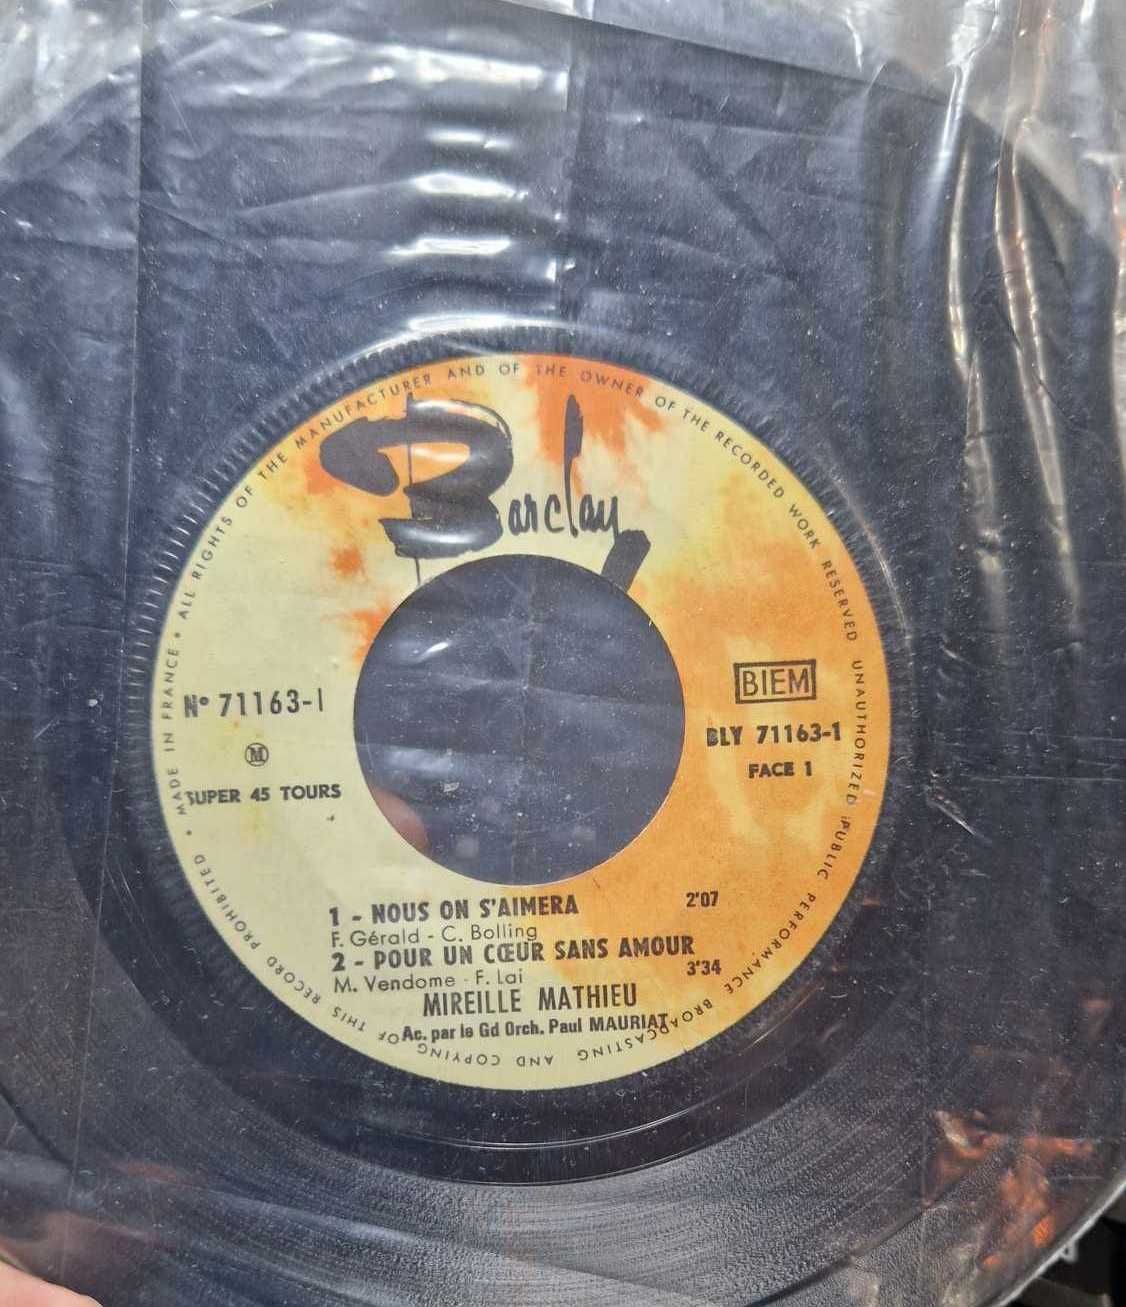 ALL RIGHTS OF THE MANUFACTURER AND OF THE OWNER OF THE RECORDED WORK RESERVED
UNAUTHORIZED PUBLIC PERFORMANCE BROADCASTING AND COPYING OF THIS RECORD PROHIBITED • MADE IN FRANCE •
Barclay
N° 71163-1
M
SUPER 45 TOURS
BIEM
BLY 71163-1
FACE 1
1 - NOUS ON S'AIMERA 2'07
F. Gérald - C. Bolling
2 - POUR UN CŒUR SANS AMOUR
M. Vendome - F. Lai 3'34
MIREILLE MATHIEU
Ac. par le Gd Orch. Paul MAURIAT